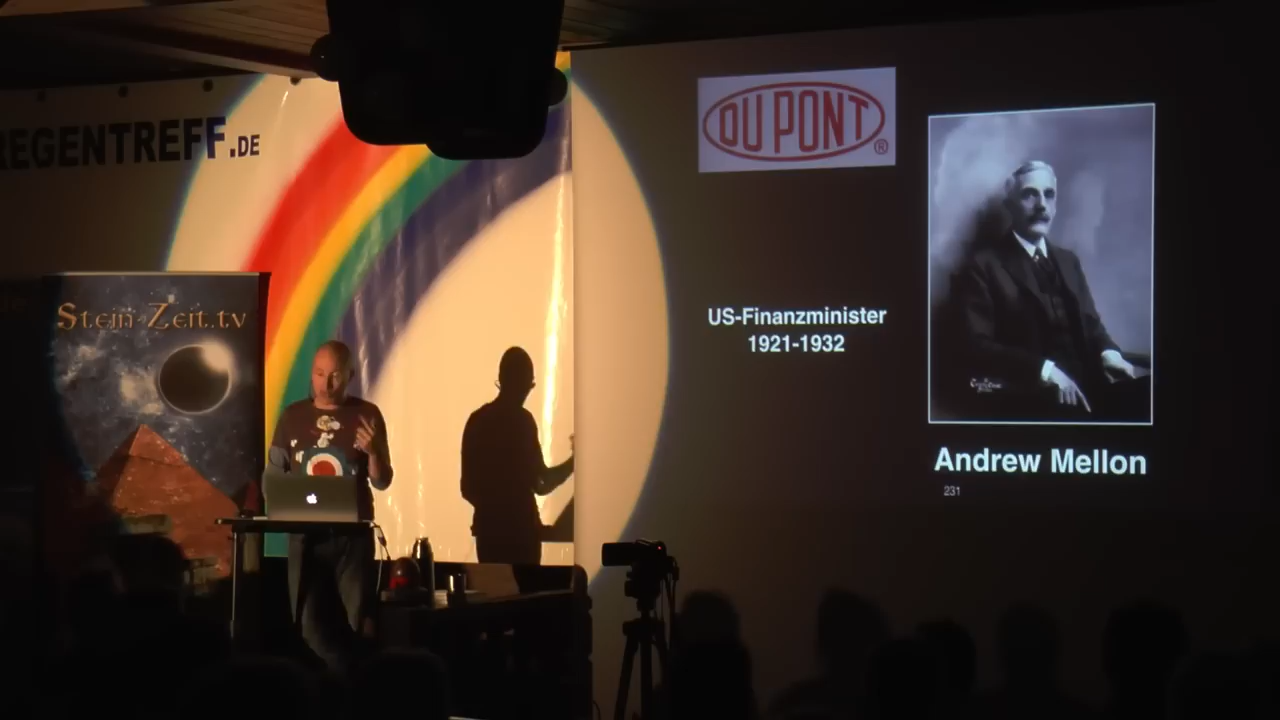 REGENTREFF.DE
Stein-Zeit.tv
DU PONT®
US-Finanzminister
1921-1932
Andrew Mellon
231